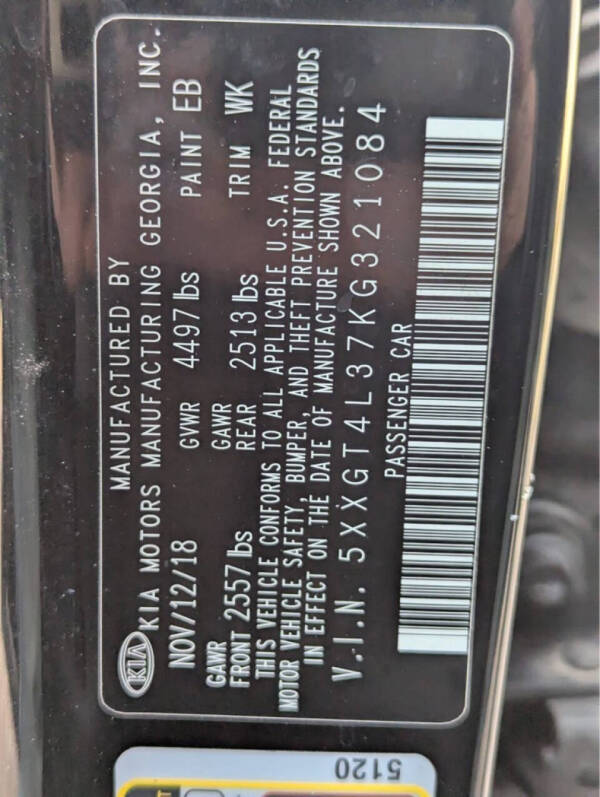 MANUFACTURED BY
KIA KIA MOTORS MANUFACTURING GEORGIA, INC.
NOV/12/18 GVWR 4497 lbs PAINT EB
GAWR FRONT 2557 lbs GAWR REAR 2513 lbs TRIM WK
THIS VEHICLE CONFORMS TO ALL APPLICABLE U.S.A. FEDERAL
MOTOR VEHICLE SAFETY, BUMPER, AND THEFT PREVENTION STANDARDS
IN EFFECT ON THE DATE OF MANUFACTURE SHOWN ABOVE.
V.I.N. 5XXGT4L37KG321084
PASSENGER CAR
5120